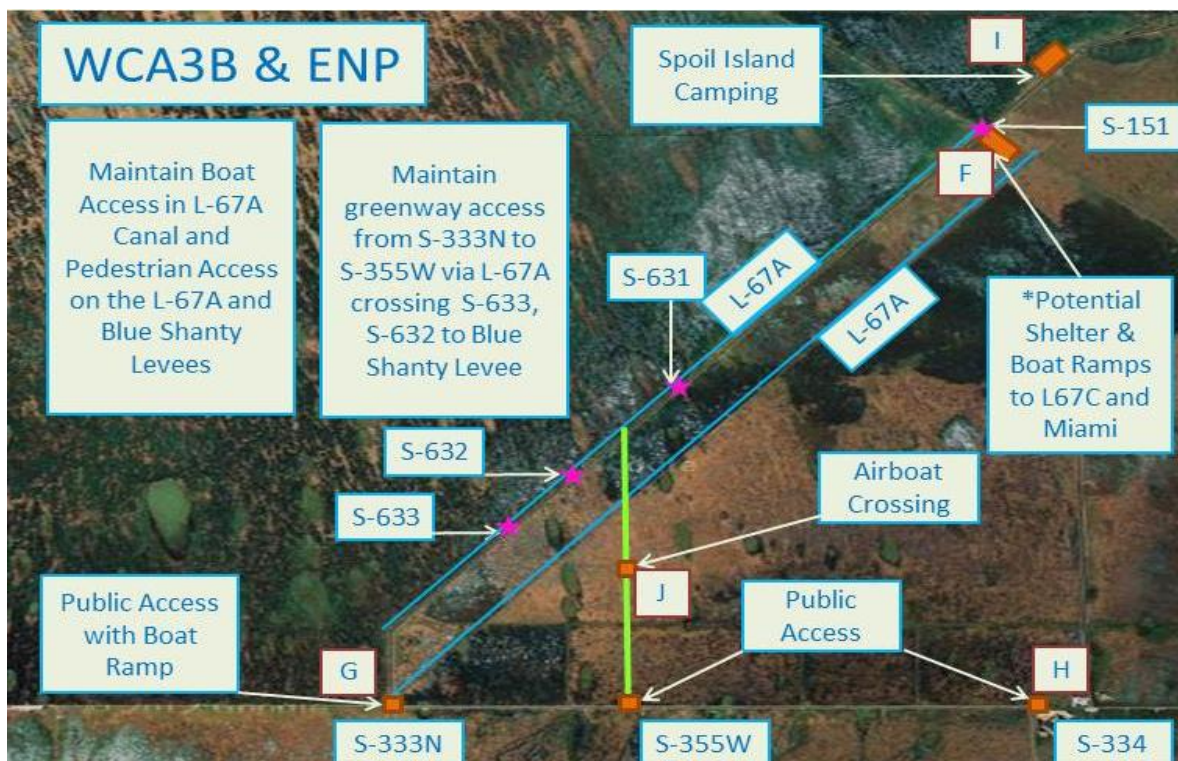 WCA3B & ENP
Spoil Island
Camping
I
S-151
F
Maintain Boat
Access in L-67A
Canal and
Pedestrian Access
on the L-67A and
Blue Shanty
Levees
Maintain
greenway access
from S-333N to
S-355W via L-67A
crossing S-633,
S-632 to Blue
Shanty Levee
S-631
L-67A
L-67A
*Potential
Shelter &
Boat Ramps
to L67C and
Miami
S-632
S-633
Airboat
Crossing
J
Public Access
with Boat
Ramp
G
Public
Access
H
S-333N
S-355W
S-334